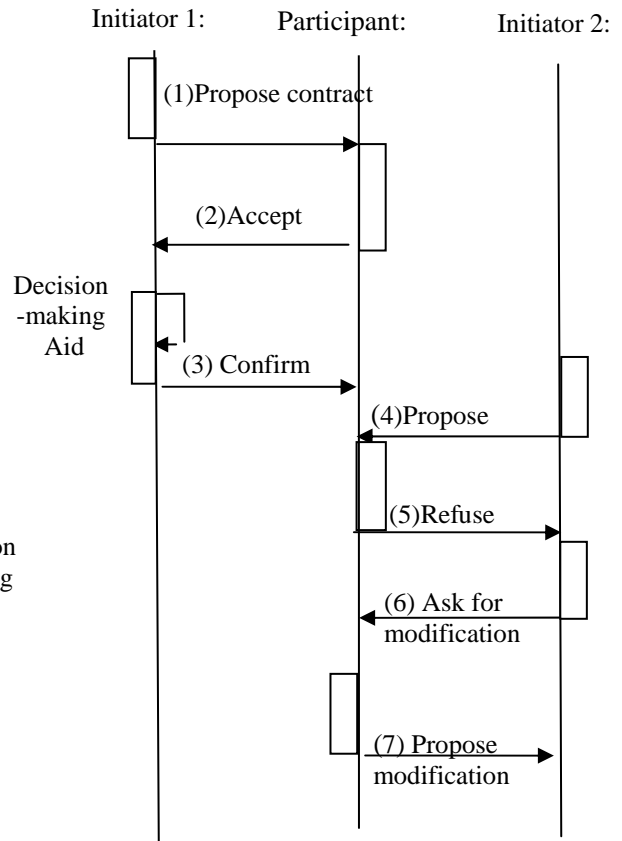 Initiator 1:
Participant:
Initiator 2:
(1)Propose contract
(2)Accept
Decision
-making
Aid
(3) Confirm
(4)Propose
(5)Refuse
on
g
(6) Ask for
modification
(7) Propose
modification